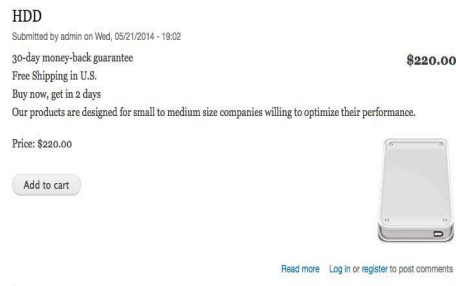 HDD
Submitted by admin on Wed, 05/21/2014 - 19:02
30-day money-back guarantee
$220.00
Free Shipping in U.S.
Buy now, get in 2 days
Our products are designed for small to medium size companies willing to optimize their performance.
Price: $220.00
Add to cart
Read more Log in or register to post comments